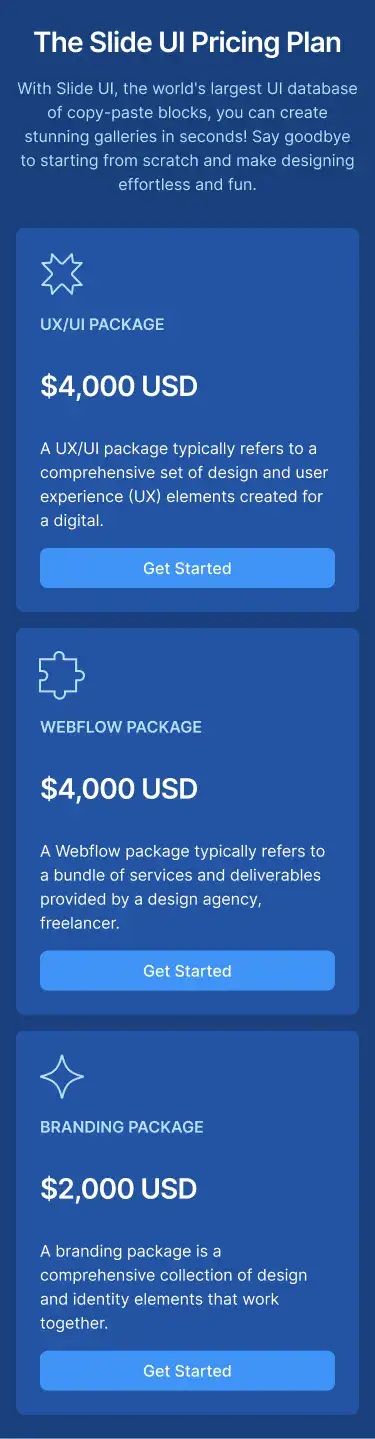 The Slide UI Pricing Plan
With Slide UI, the world's largest UI database
of copy-paste blocks, you can create
stunning galleries in seconds! Say goodbye
to starting from scratch and make designing
effortless and fun.
UX/UI PACKAGE
$4,000 USD
A UX/UI package typically refers to a
comprehensive set of design and user
experience (UX) elements created for
a digital.
Get Started
WEBFLOW PACKAGE
$4,000 USD
A Webflow package typically refers to
a bundle of services and deliverables
provided by a design agency,
freelancer.
Get Started
BRANDING PACKAGE
$2,000 USD
A branding package is a
comprehensive collection of design
and identity elements that work
together.
Get Started